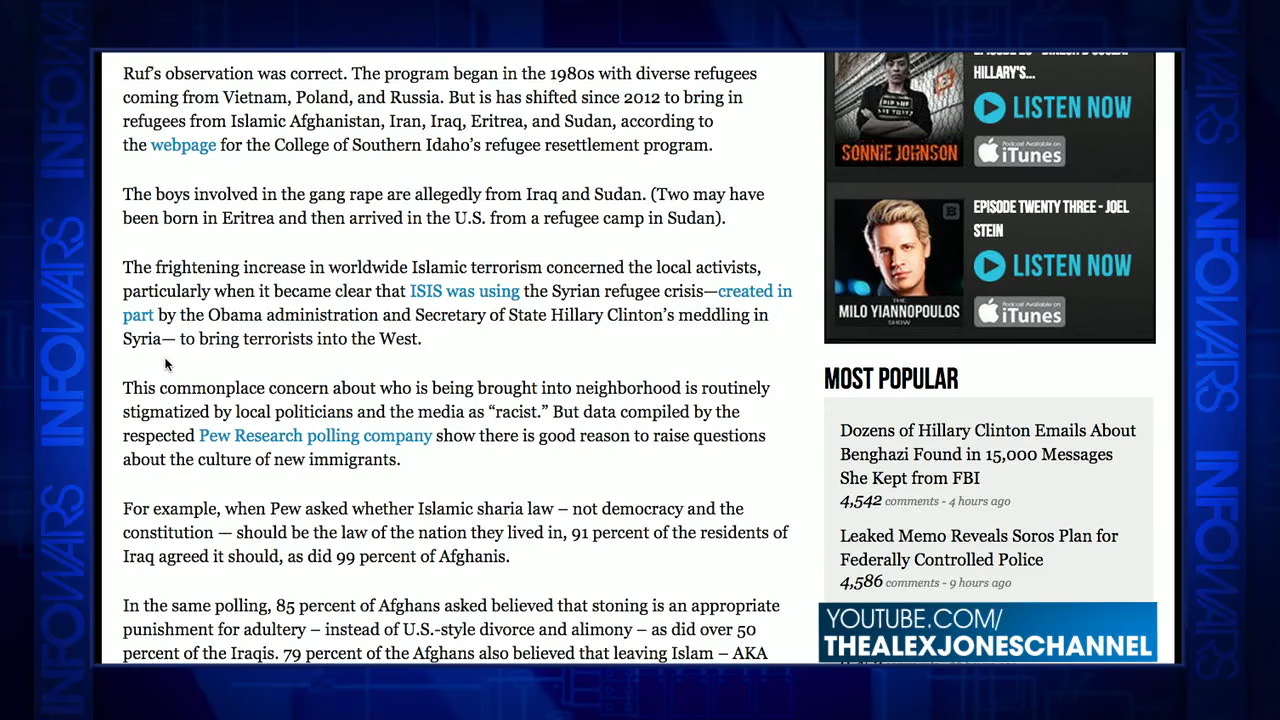 Ruf's observation was correct. The program began in the 1980s with diverse refugees
coming from Vietnam, Poland, and Russia. But is has shifted since 2012 to bring in
refugees from Islamic Afghanistan, Iran, Iraq, Eritrea, and Sudan, according to
the webpage for the College of Southern Idaho's refugee resettlement program.
The boys involved in the gang rape are allegedly from Iraq and Sudan. (Two may have
been born in Eritrea and then arrived in the U.S. from a refugee camp in Sudan).
The frightening increase in worldwide Islamic terrorism concerned the local activists,
particularly when it became clear that ISIS was using the Syrian refugee crisis—created in
part by the Obama administration and Secretary of State Hillary Clinton's meddling in
Syria— to bring terrorists into the West.
This commonplace concern about who is being brought into neighborhood is routinely
stigmatized by local politicians and the media as "racist." But data compiled by the
respected Pew Research polling company show there is good reason to raise questions
about the culture of new immigrants.
For example, when Pew asked whether Islamic sharia law – not democracy and the
constitution — should be the law of the nation they lived in, 91 percent of the residents of
Iraq agreed it should, as did 99 percent of Afghanis.
In the same polling, 85 percent of Afghans asked believed that stoning is an appropriate
punishment for adultery – instead of U.S.-style divorce and alimony – as did over 50
percent of the Iraqis. 79 percent of the Afghans also believed that leaving Islam – AKA
HILLARY'S...
LISTEN NOW
Podcast Available on
iTunes
SONNIE JOHNSON
EPISODE TWENTY THREE - JOEL
STEIN
LISTEN NOW
Podcast Available on
iTunes
THE
MILO YIANNOPOULOS
SHOW
MOST POPULAR
Dozens of Hillary Clinton Emails About
Benghazi Found in 15,000 Messages
She Kept from FBI
4,542 comments - 4 hours ago
Leaked Memo Reveals Soros Plan for
Federally Controlled Police
4,586 comments - 9 hours ago
YOUTUBE.COM/
THEALEXJONESCHANNEL
INFOWARS
INFOWARS
INFOWARS
INFOWARS